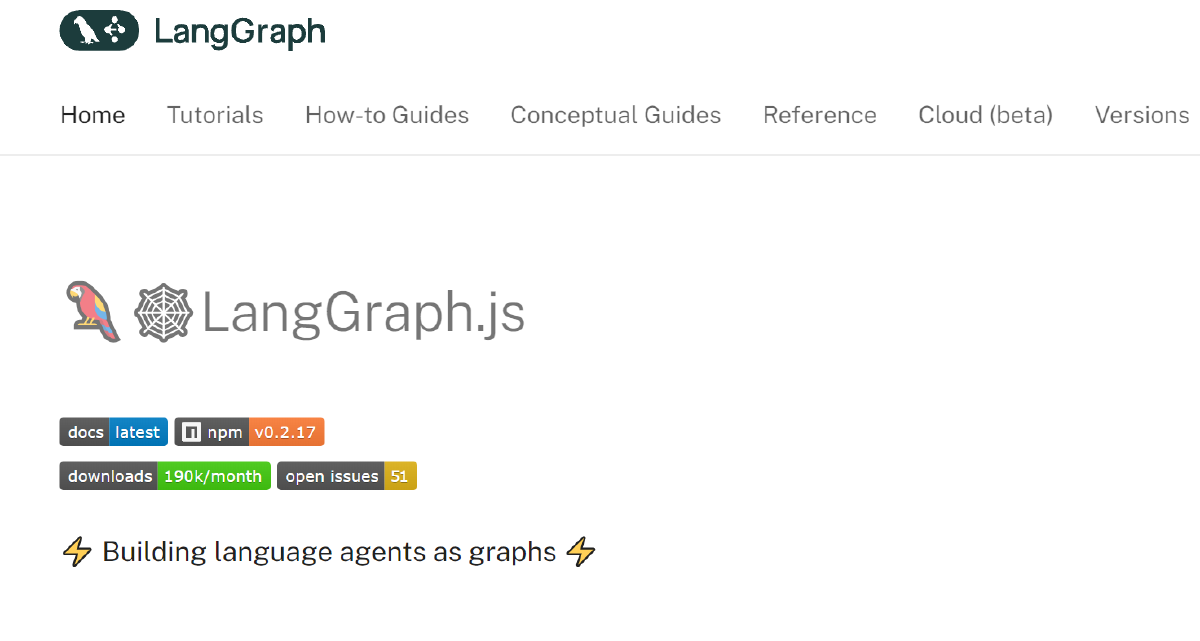 LangGraph
Home Tutorials How-to Guides Conceptual Guides Reference Cloud (beta) Versions
🦜🕸️LangGraph.js
docs latest npm v0.2.17
downloads 190k/month open issues 51
⚡ Building language agents as graphs ⚡